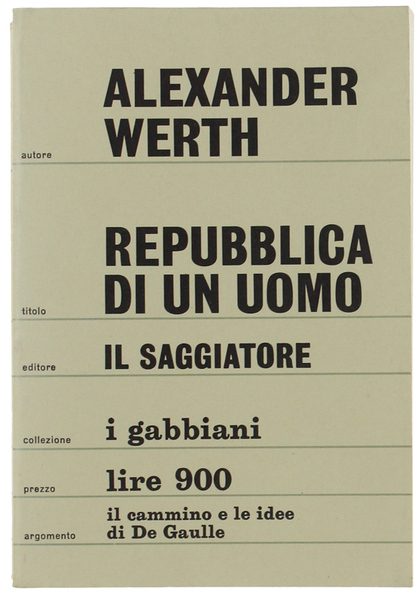 ALEXANDER
autore WERTH
REPUBBLICA
titolo DI UN UOMO
editore IL SAGGIATORE
collezione i gabbiani
prezzo lire 900
il cammino e le idee
argomento di De Gaulle